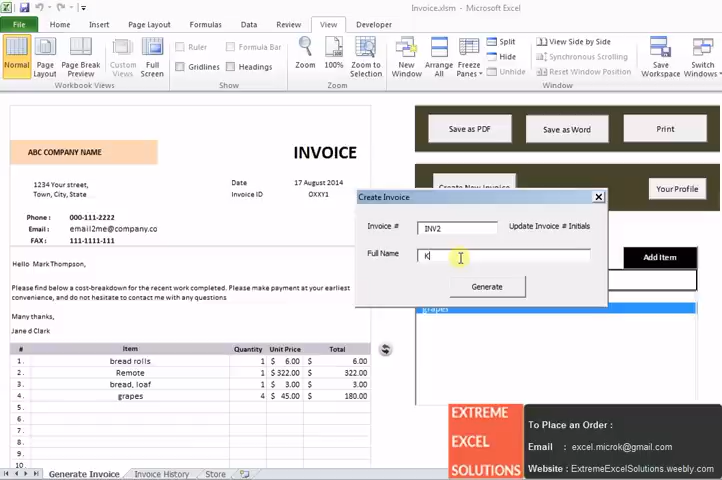 Invoice.xlsm - Microsoft Excel
File Home Insert Page Layout Formulas Data Review View Developer
Normal Page Layout Page Break Preview Custom Views Full Screen
Workbook Views
Ruler Formula Bar
Gridlines Headings
Show
Zoom 100% Zoom to Selection
Zoom
New Window Arrange All Freeze Panes
Split
Hide
Unhide
View Side by Side
Synchronous Scrolling
Reset Window Position
Window
Save Workspace Switch Windows
ABC COMPANY NAME
INVOICE
1234 Your street,
Town, City, State
Date 17 August 2014
Invoice ID OXXY1
Phone : 000-111-2222
Email : email2me@company.co
FAX : 1111-111-111
Hello Mark Thompson,
Please find below a cost-breakdown for the recent work completed. Please make payment at your earliest
convenience, and do not hesitate to contact me with any questions
Many thanks,
Jane d Clark
# Item Quantity Unit Price Total
1. bread rolls 1 $ 6.00 $ 6.00
2. Remote 1 $ 322.00 $ 322.00
3. bread, loaf 1 $ 3.00 $ 3.00
4. grapes 4 $ 45.00 $ 180.00
5.
6.
7.
8.
9.
10.
Save as PDF Save as Word Print
Create New Invoice Your Profile
Create Invoice
Invoice # INV2 Update Invoice # Initials
Full Name K
Generate
Add Item
grapes
EXTREME
EXCEL
SOLUTIONS
To Place an Order :
Email : excel.microk@gmail.com
Website : ExtremeExcelSolutions.weebly.com
Generate Invoice Invoice History Store